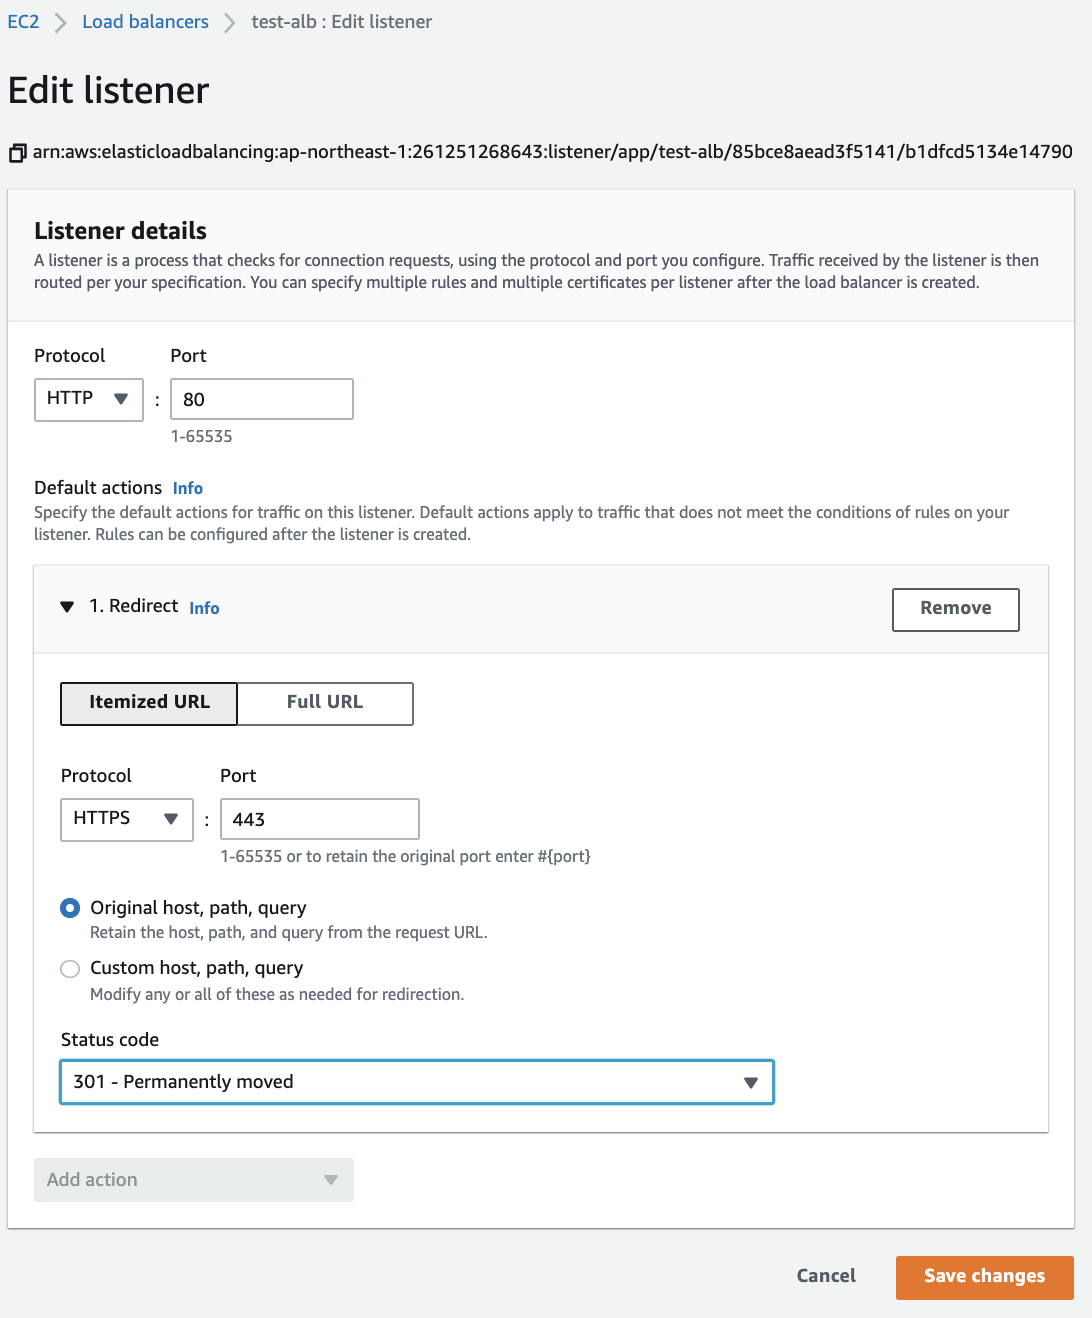 EC2 > Load balancers > test-alb : Edit listener
Edit listener
arn:aws:elasticloadbalancing:ap-northeast-1:261251268643:listener/app/test-alb/85bce8aead3f5141/b1dfcd5134e14790
Listener details
A listener is a process that checks for connection requests, using the protocol and port you configure. Traffic received by the listener is then
routed per your specification. You can specify multiple rules and multiple certificates per listener after the load balancer is created.
Protocol Port
HTTP : 80
1-65535
Default actions Info
Specify the default actions for traffic on this listener. Default actions apply to traffic that does not meet the conditions of rules on your
listener. Rules can be configured after the listener is created.
1. Redirect Info Remove
Itemized URL Full URL
Protocol Port
HTTPS : 443
1-65535 or to retain the original port enter #{port}
Original host, path, query
Retain the host, path, and query from the request URL.
Custom host, path, query
Modify any or all of these as needed for redirection.
Status code
301 - Permanently moved
Add action
Cancel Save changes